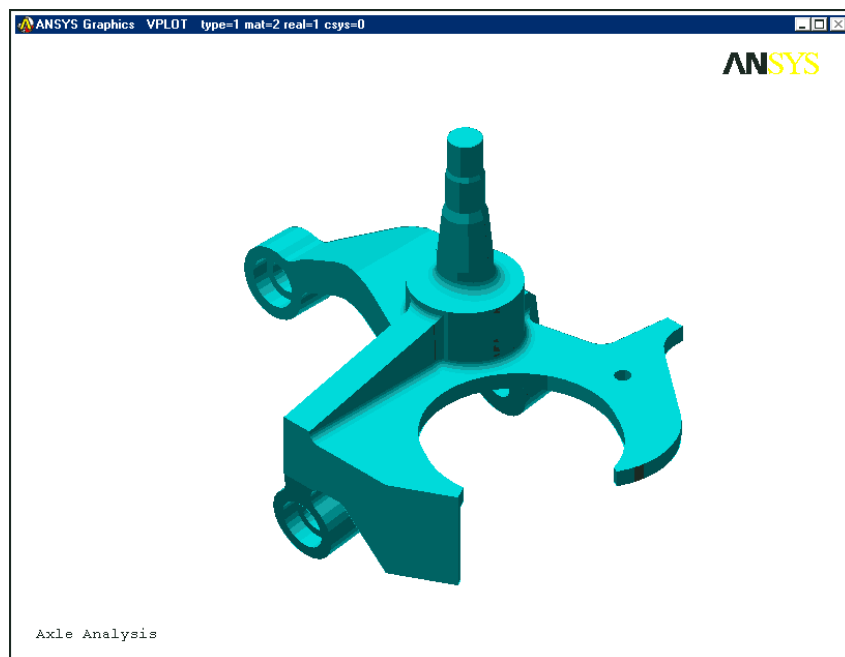 ANSYS Graphics VPLOT type=1 mat=2 real=1 csys=0
ANSYS
Axle Analysis